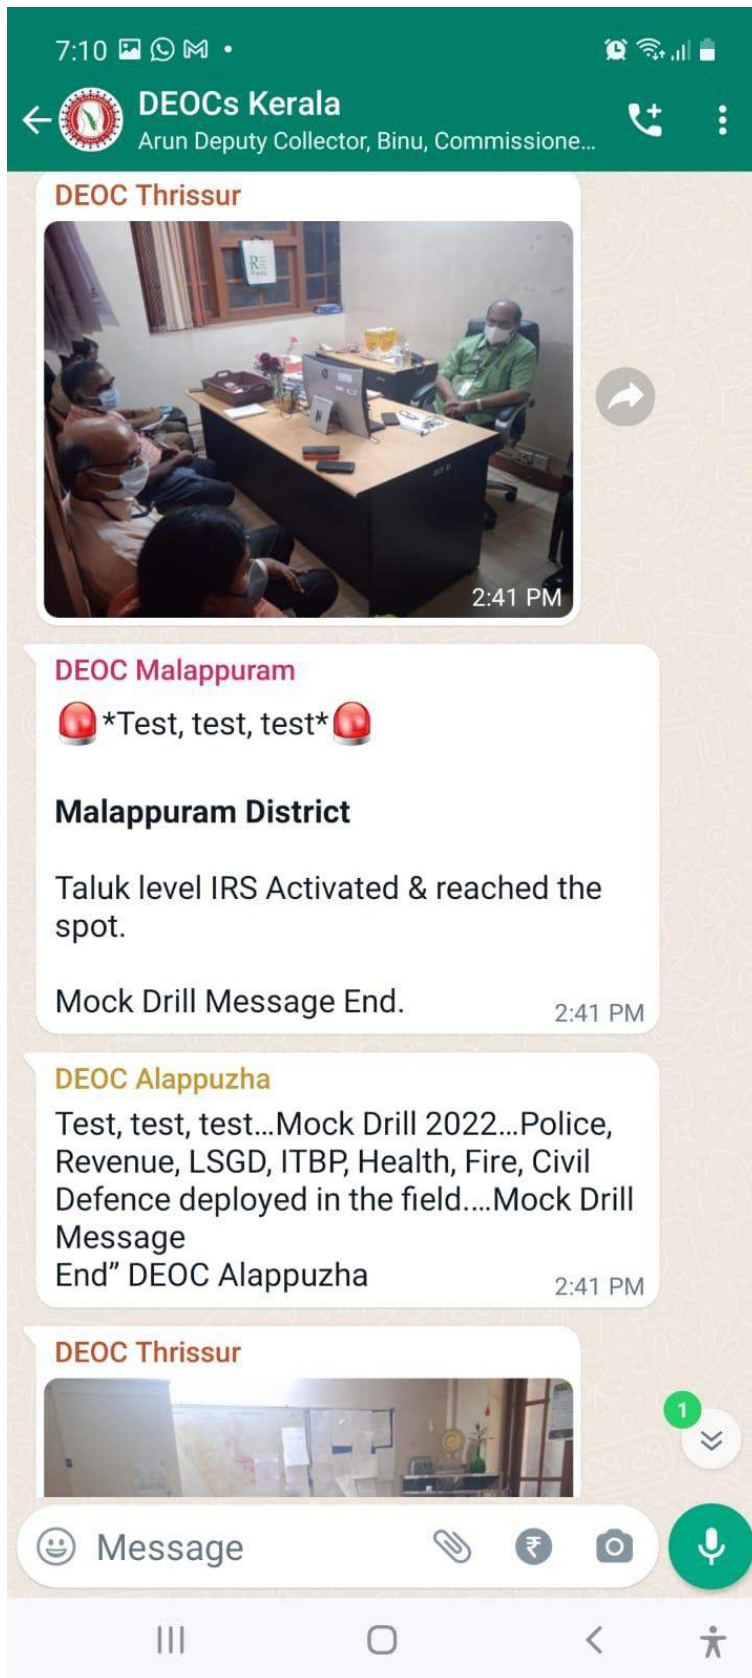 7:10
DEOCs Kerala
Arun Deputy Collector, Binu, Commissione...
DEOC Thrissur
R
2:41 PM
DEOC Malappuram
*Test, test, test*
Malappuram District
Taluk level IRS Activated & reached the
spot.
Mock Drill Message End.
2:41 PM
DEOC Alappuzha
Test, test, test...Mock Drill 2022...Police,
Revenue, LSGD, ITBP, Health, Fire, Civil
Defence deployed in the field....Mock Drill
Message
End” DEOC Alappuzha
2:41 PM
DEOC Thrissur
1
Message